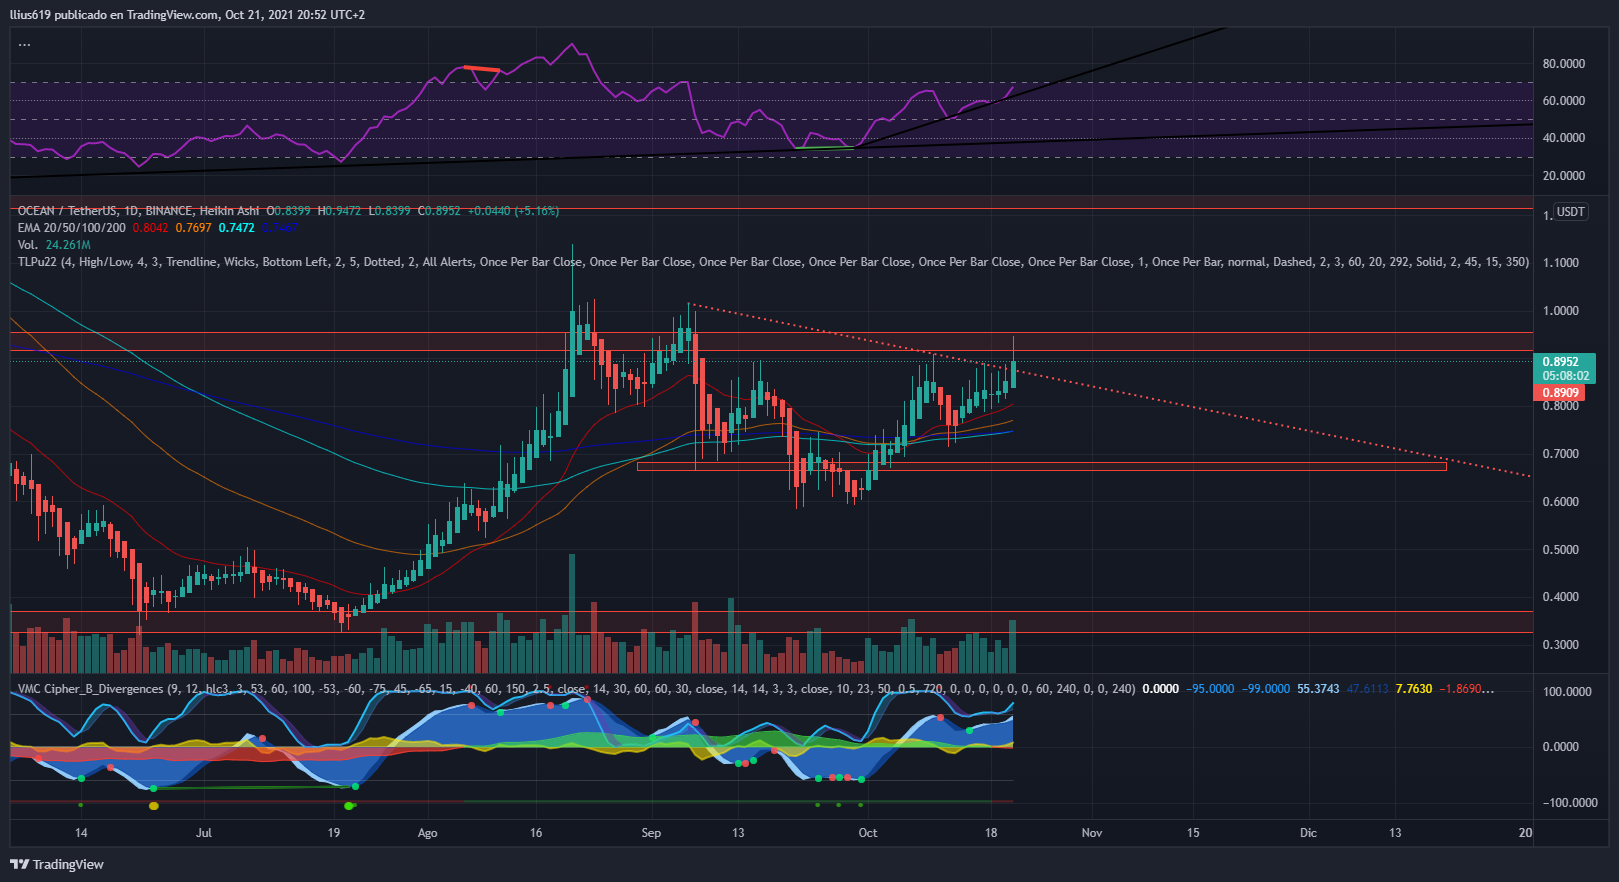 llius619 publicado en TradingView.com, Oct 21, 2021 20:52 UTC+2
...
80.0000
60.0000
40.0000
20.0000
OCEAN / TetherUS, 1D, BINANCE, Heikin Ashi O0.8399 H0.9472 L0.8399 C0.8952 +0.0440 (+5.16%)
EMA 20/50/100/200 0.8042 0.7697 0.7472
Vol. 24.261M
TLPu22 (4, High/Low, 4, 3, Trendline, Wicks, Bottom Left, 2, 5, Dotted, 2, All Alerts, Once Per Bar Close, Once Per Bar Close, Once Per Bar Close, Once Per Bar Close, Once Per Bar Close, Once Per Bar Close, 1, Once Per Bar, normal, Dashed, 2, 3, 60, 20, 292, Solid, 2, 45, 15, 350)
1. USDT
1.1000
1.0000
0.8952
05:08:02
0.8909
0.8000
0.7000
0.6000
0.5000
0.4000
0.3000
VMC Cipher_B_Divergences (9, 12, hlc3, 3, 53, 60, 100, -53, -60, -75, 45, -65, 15, -40, 60, 150, 2.5, close, 14, 30, 60, 60, 30, close, 14, 14, 3, 3, close, 10, 23, 50, 0.5, 720, 0, 0, 0, 0, 0, 0, 60, 240, 0, 0, 240) 0.0000 −95.0000 −99.0000 55.3743 47.6113 7.7630 −1.8690...
100.0000
0.0000
−100.0000
14 Jul 19 Ago 16 Sep 13 Oct 18 Nov 15 Dic 13 20
TradingView